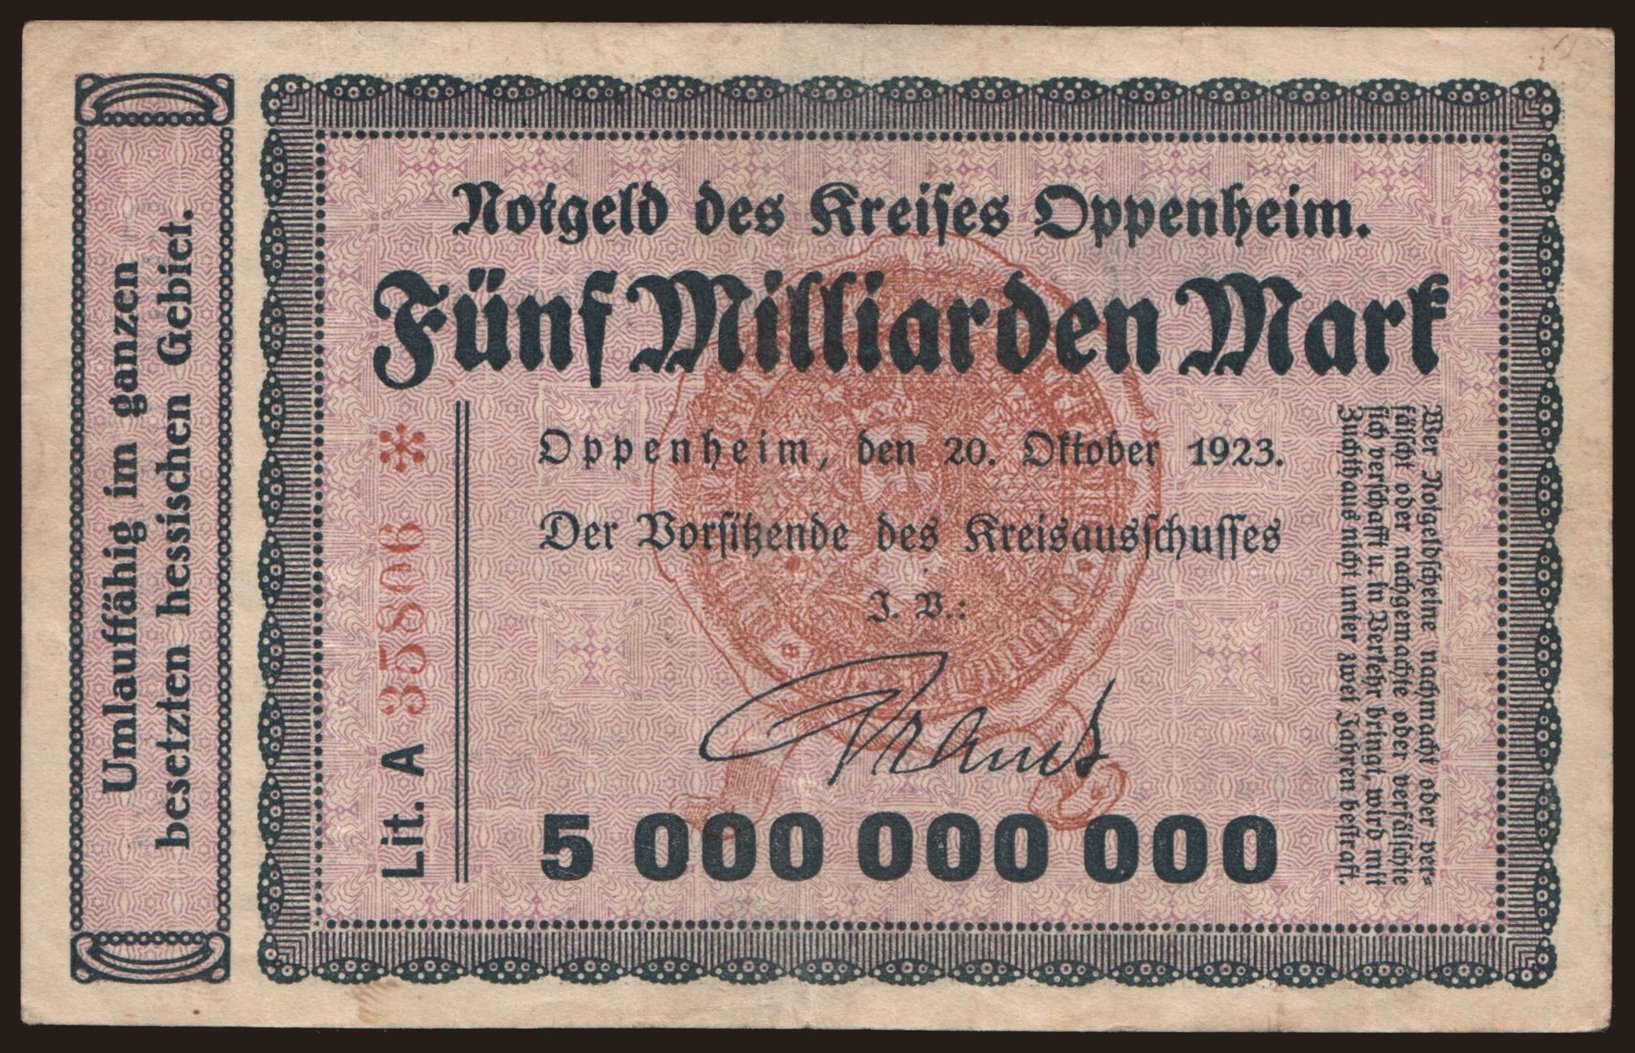 Umlauffähig im ganzen
besetzten hessischen Gebiet.
Notgeld des Kreises Oppenheim.
Fünf Milliarden Mark
Lit. A 35806 *
Oppenheim, den 20. Oktober 1923.
Der Vorsitzende des Kreisausschusses
J. V.:
5 000 000 000
Wer Notgeldscheine nachmacht oder ver-
fälscht oder nachgemachte oder verfälschte
sich verschafft u. in Verkehr bringt, wird mit
Zuchthaus nicht unter zwei Jahren bestraft.